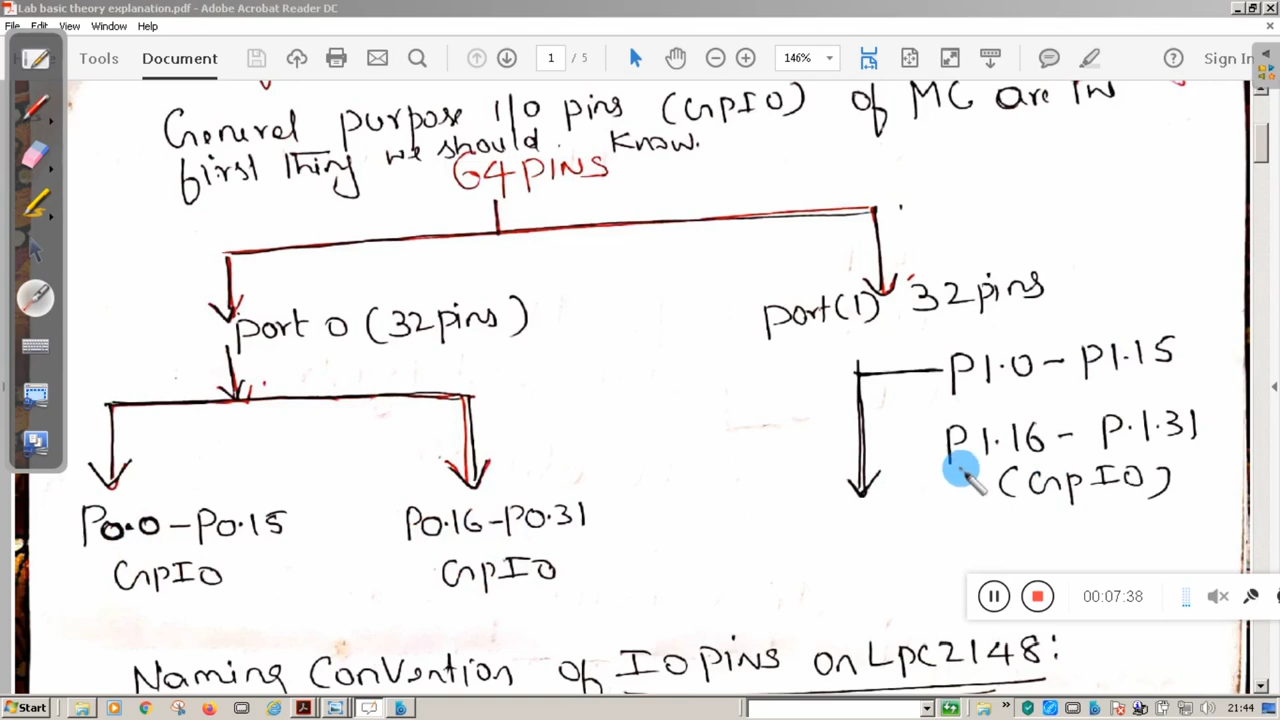 Lab basic theory explanation.pdf - Adobe Acrobat Reader DC
File Edit View Window Help
Tools Document 1 / 5 146% Sign In
General purpose I/O pins (GPIO) of MC are the
first thing we should know.
64 PINS
port 0 (32 pins)
port(1) 32 pins
P1.0 - P1.15
P1.16 - P.1.31
(GPIO)
P0.0 - P0.15
P0.16 - P0.31
GPIO
GPIO
00:07:38
Naming Convention of IO pins on Lpc2148:
Start
21:44